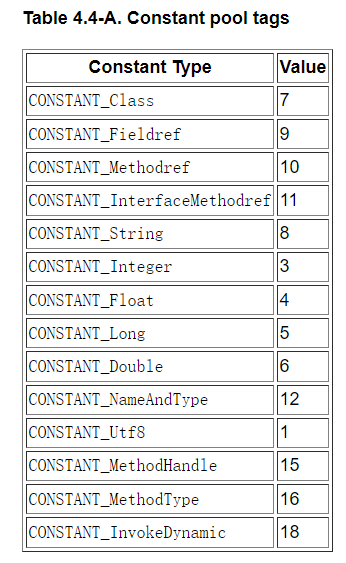 Table 4.4-A. Constant pool tags
Constant Type Value
CONSTANT_Class 7
CONSTANT_Fieldref 9
CONSTANT_Methodref 10
CONSTANT_InterfaceMethodref 11
CONSTANT_String 8
CONSTANT_Integer 3
CONSTANT_Float 4
CONSTANT_Long 5
CONSTANT_Double 6
CONSTANT_NameAndType 12
CONSTANT_Utf8 1
CONSTANT_MethodHandle 15
CONSTANT_MethodType 16
CONSTANT_InvokeDynamic 18